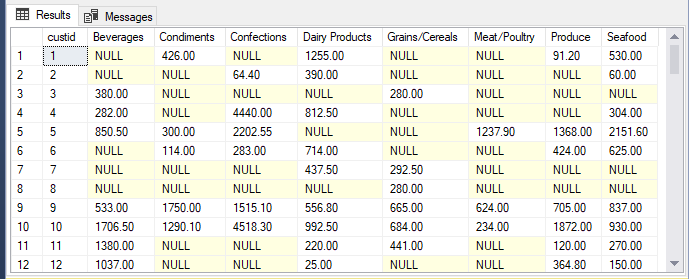 Results Messages
custid Beverages Condiments Confections Dairy Products Grains/Cereals Meat/Poultry Produce Seafood
1 1 NULL 426.00 NULL 1255.00 NULL NULL 91.20 530.00
2 2 NULL NULL 64.40 390.00 NULL NULL NULL 60.00
3 3 380.00 NULL NULL NULL 280.00 NULL NULL NULL
4 4 282.00 NULL 4440.00 812.50 NULL NULL NULL 304.00
5 5 850.50 300.00 2202.55 NULL NULL 1237.90 1368.00 2151.60
6 6 NULL 114.00 283.00 714.00 NULL NULL 424.00 625.00
7 7 NULL NULL NULL 437.50 292.50 NULL NULL NULL
8 8 NULL NULL NULL NULL 280.00 NULL NULL NULL
9 9 533.00 1750.00 1515.10 556.80 665.00 624.00 705.00 837.00
10 10 1706.50 1290.10 4518.30 992.50 684.00 234.00 1872.00 930.00
11 11 1380.00 NULL NULL 220.00 441.00 NULL 120.00 270.00
12 12 1037.00 NULL NULL 25.00 NULL NULL 364.80 150.00